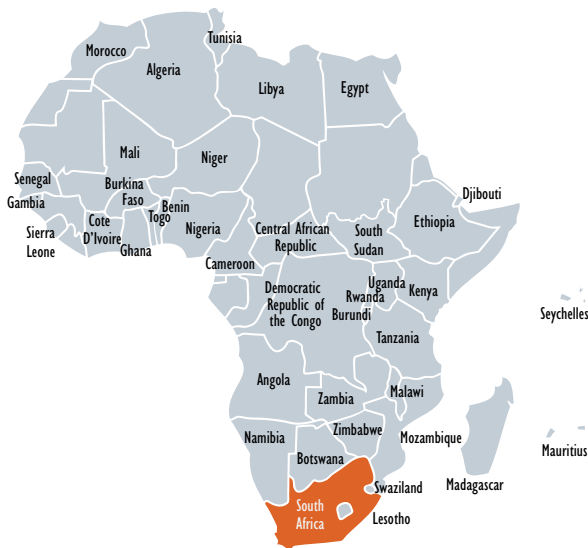 Tunisia
Morocco
Algeria
Libya
Egypt
Mali
Niger
Senegal
Burkina
Faso
Gambia
Benin
Togo
Djibouti
Cote
D'Ivoire
Sierra
Leone
Ghana
Nigeria
Central African
Republic
South
Sudan
Ethiopia
Cameroon
Democratic
Republic of
the Congo
Uganda
Rwanda
Burundi
Kenya
Seychelles
Tanzania
Angola
Malawi
Zambia
Namibia
Zimbabwe
Mozambique
Mauritius
Botswana
Swaziland
Madagascar
South
Africa
Lesotho